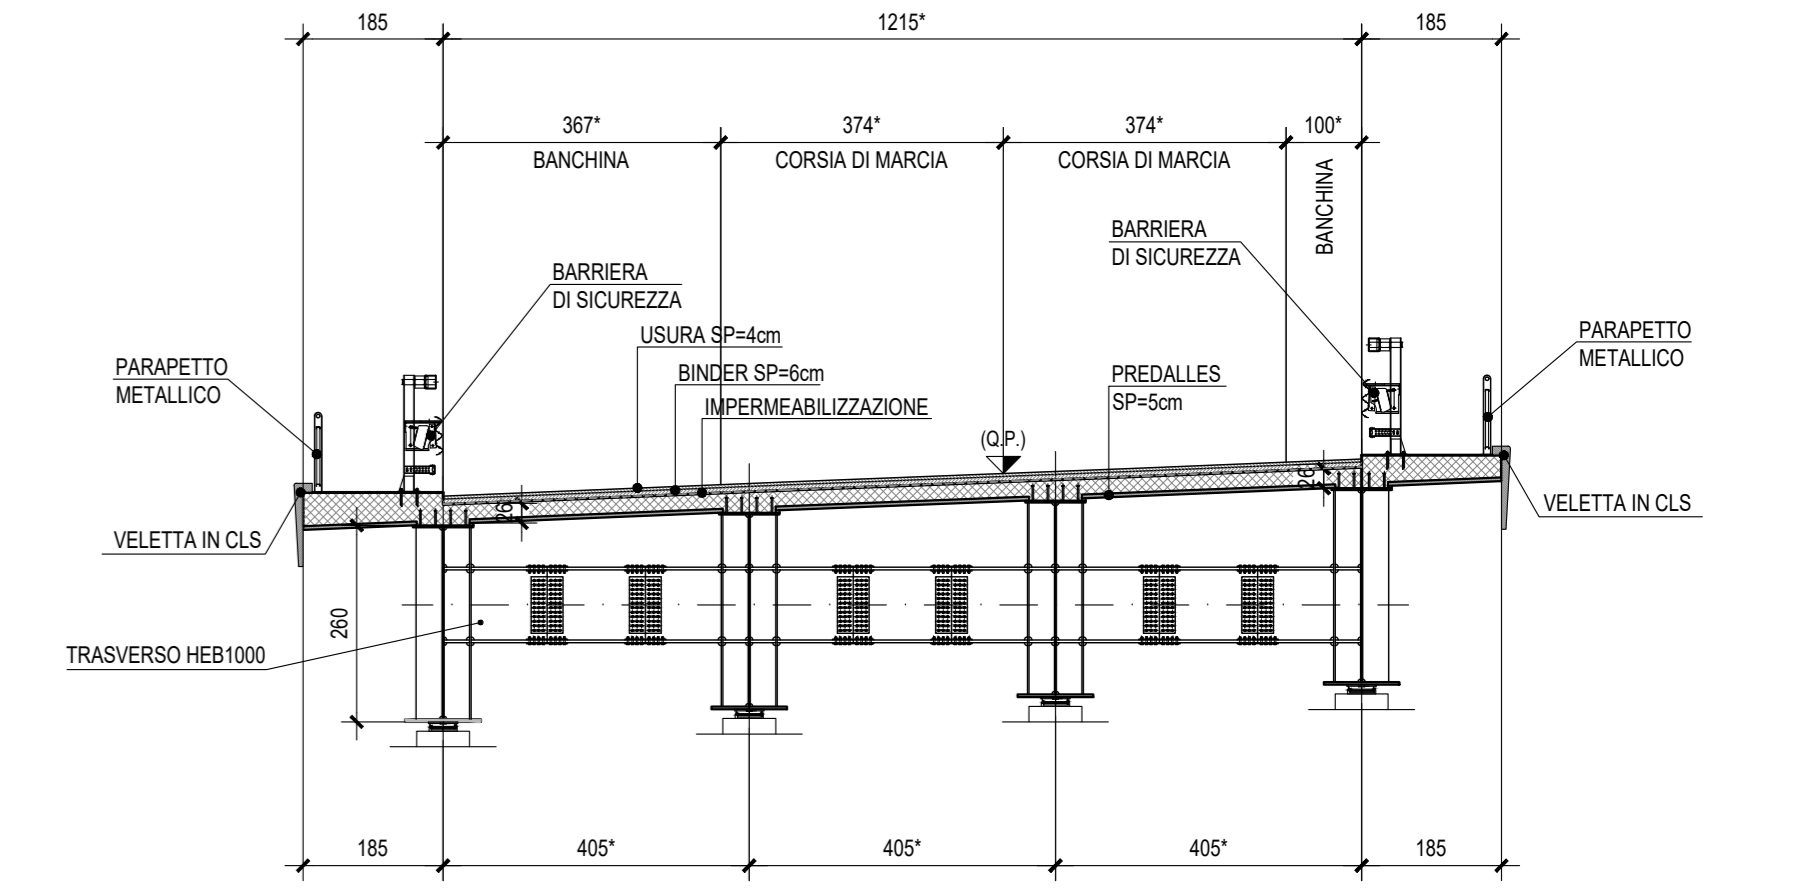 185
1215*
185
367*
374*
374*
100*
BANCHINA
CORSIA DI MARCIA
CORSIA DI MARCIA
BANCHINA
BARRIERA
DI SICUREZZA
BARRIERA
DI SICUREZZA
USURA SP=4cm
PARAPETTO
METALLICO
PARAPETTO
METALLICO
BINDER SP=6cm
PREDALLES
SP=5cm
IMPERMEABILIZZAZIONE
(Q.P.)
26
26
VELETTA IN CLS
VELETTA IN CLS
260
TRASVERSO HEB1000
185
405*
405*
405*
185